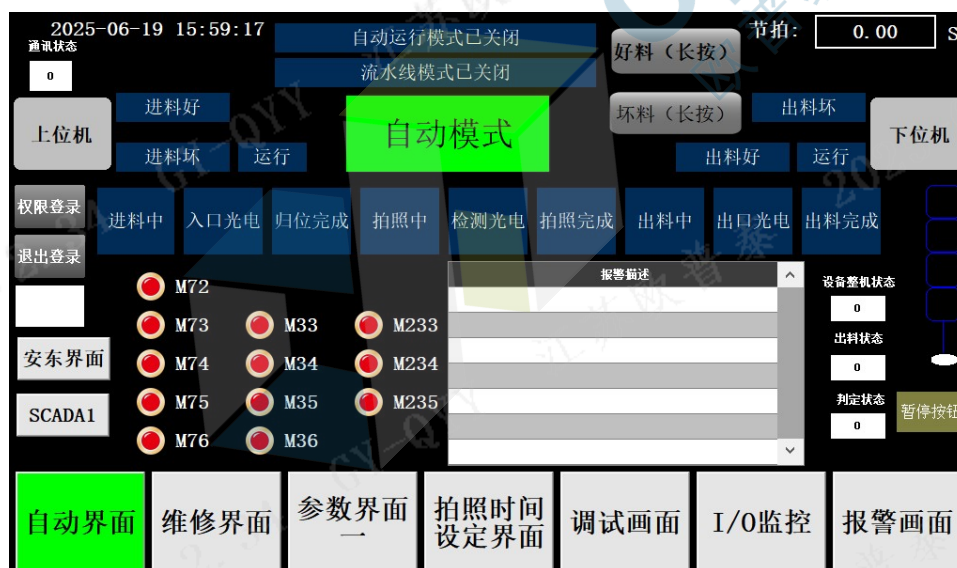 2025-06-19 15:59:17
通讯状态
0
自动运行模式已关闭
流水线模式已关闭
好料（长按）
节拍:
0.00
S
上位机
进料好
进料坏
运行
自动模式
坏料（长按）
出料坏
出料好
运行
下位机
权限登录
退出登录
进料中
入口光电
归位完成
拍照中
检测光电
拍照完成
出料中
出口光电
出料完成
M72
M73
M33
M233
M74
M34
M234
M75
M35
M235
M76
M36
报警描述
设备整机状态
0
出料状态
0
判定状态
0
暂停按钮
安东界面
SCADA1
自动界面
维修界面
参数界面
一
拍照时间
设定界面
调试画面
I/O监控
报警画面
GY-QYY
江苏欧普泰
GY-QYY